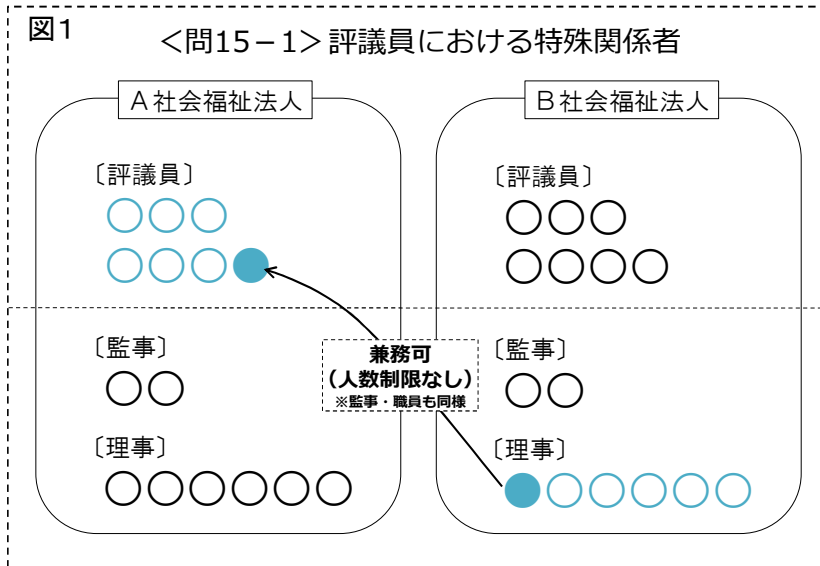 図1
<問15－1>評議員における特殊関係者
A社会福祉法人
B社会福祉法人
〔評議員〕
〔評議員〕
〔監事〕
〔監事〕
兼務可
（人数制限なし）
※監事・職員も同様
〔理事〕
〔理事〕